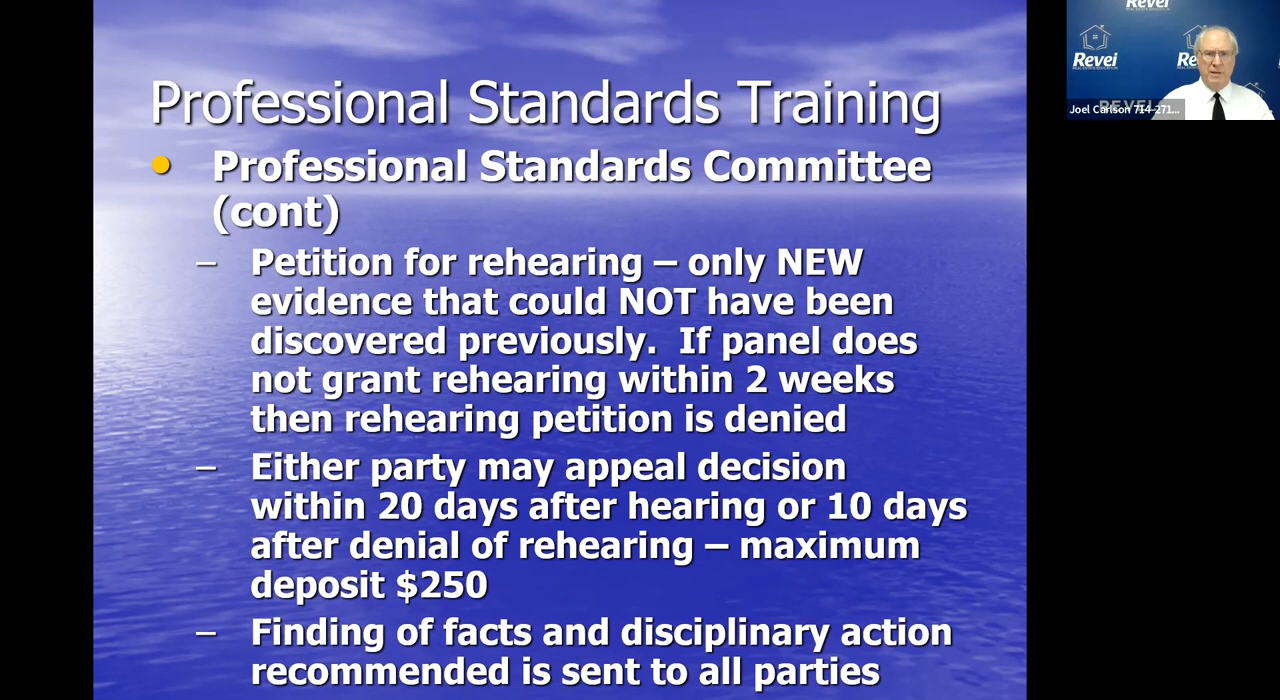 Professional Standards Training
• Professional Standards Committee
(cont)
– Petition for rehearing – only NEW
evidence that could NOT have been
discovered previously.  If panel does
not grant rehearing within 2 weeks
then rehearing petition is denied
– Either party may appeal decision
within 20 days after hearing or 10 days
after denial of rehearing – maximum
deposit $250
– Finding of facts and disciplinary action
recommended is sent to all parties
Revei
Revei
Revei
Joel Carlson 714-271...